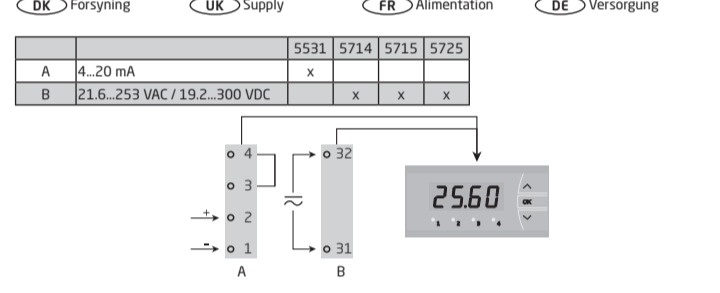 DK Forsyning UK Supply FR Alimentation DE Versorgung
5531 5714 5715 5725
A 4...20 mA x
B 21.6...253 VAC / 19.2...300 VDC x x x
4 32
3
+ 2
- 1 31
A B
25.60
OK
1 2 3 4